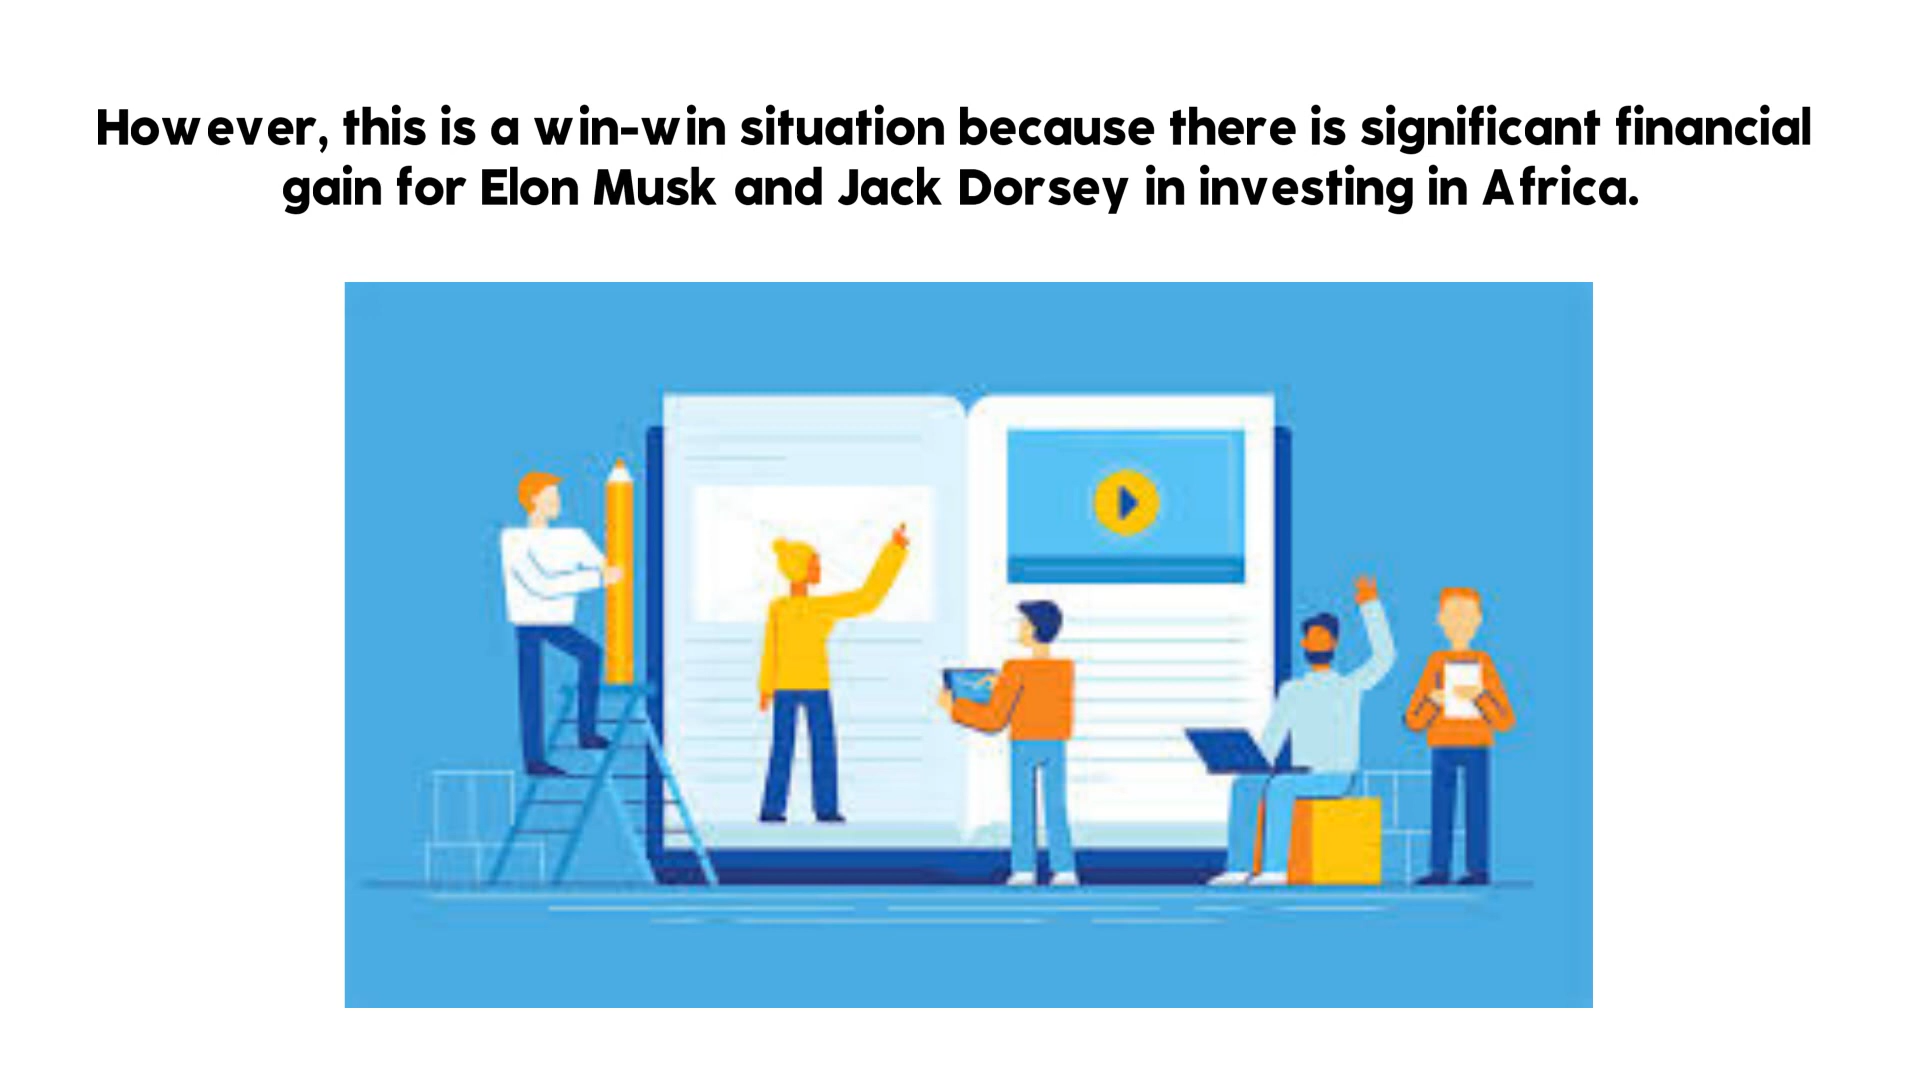 However, this is a win-win situation because there is significant financial
gain for Elon Musk and Jack Dorsey in investing in Africa.